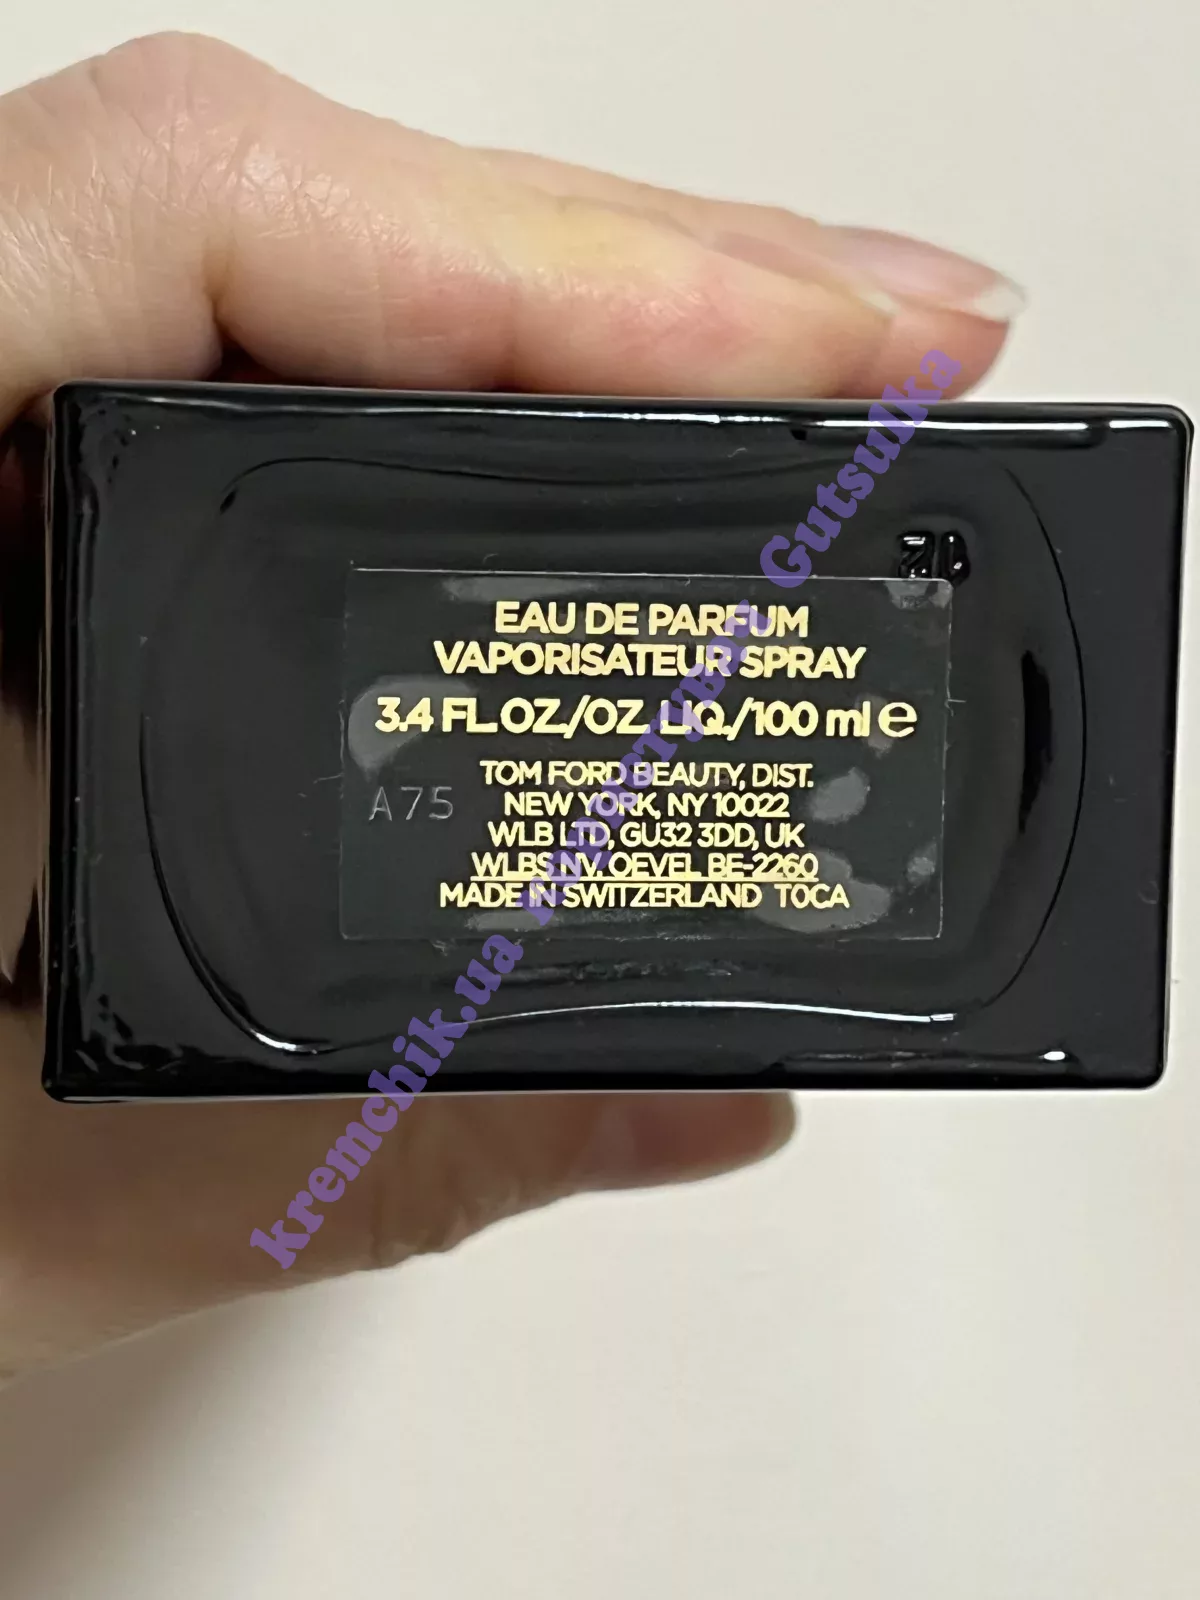 EAU DE PARFUM
VAPORISATEUR SPRAY
3.4 FL.OZ./OZ. LIQ./100 ml e
TOM FORD BEAUTY, DIST.
NEW YORK, NY 10022
A75
WLB LTD, GU32 3DD, UK
WLBS NV. OEVEL BE-2260
MADE IN SWITZERLAND TOCA
kremchik.ua користувач Gutsulka